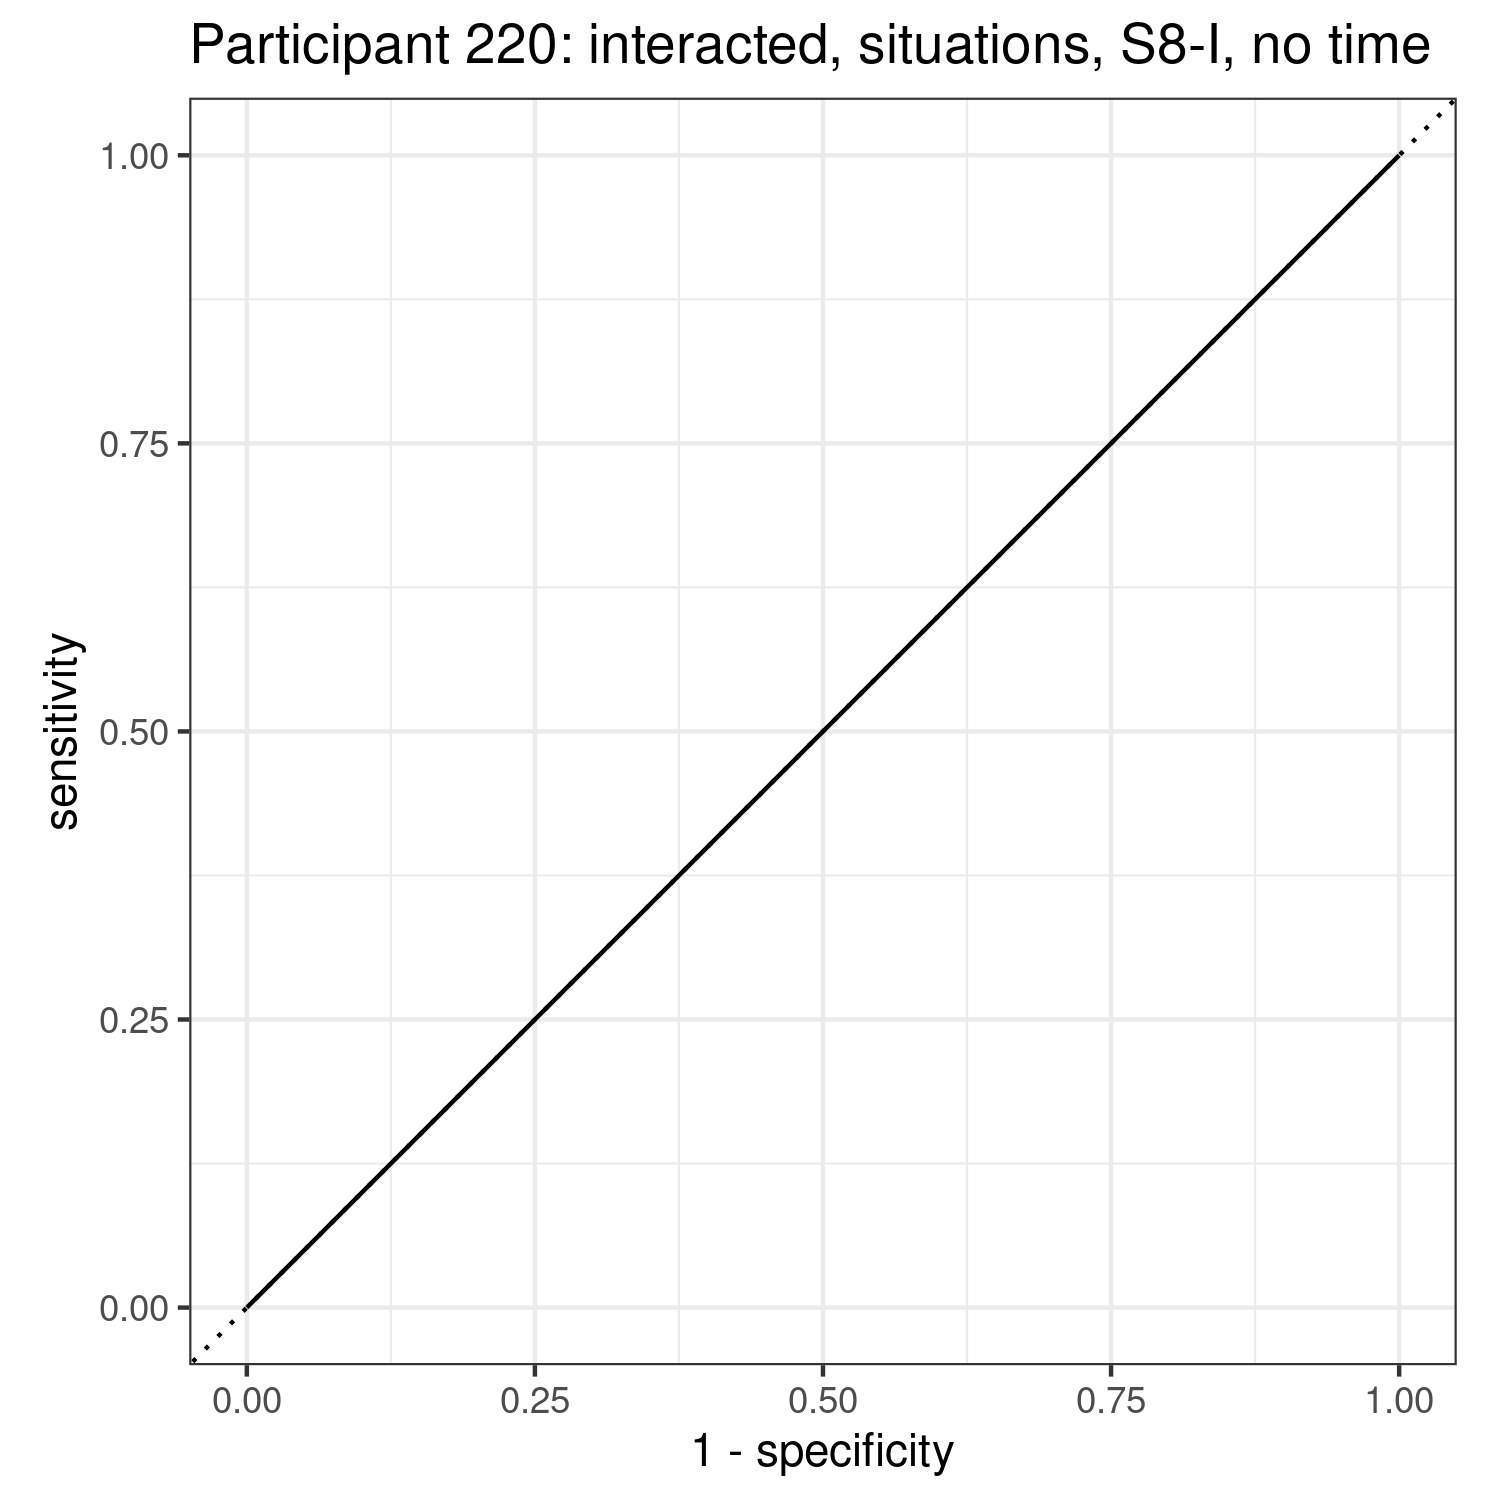 Participant 220: interacted, situations, S8-I, no time
1.00
0.75
0.50
0.25
0.00
sensitivity
0.00 0.25 0.50 0.75 1.00
1 - specificity